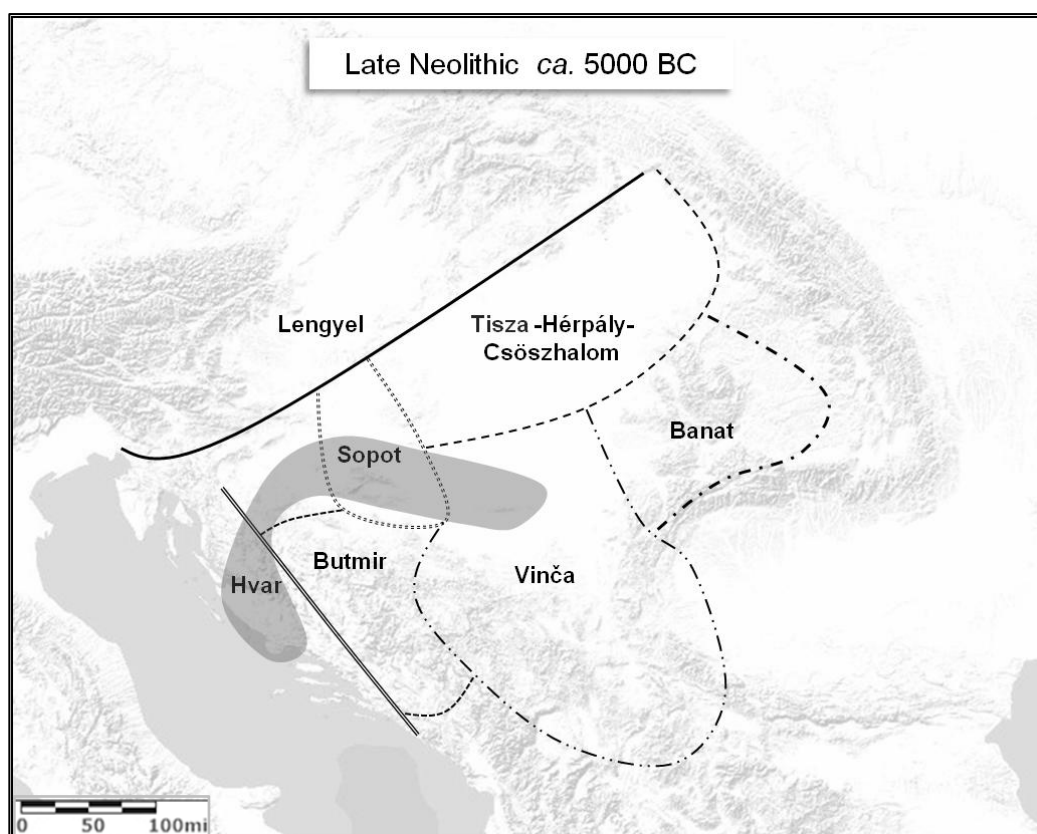 Late Neolithic ca. 5000 BC
Lengyel
Tisza -Hérpály-
Csöszhalom
Banat
Sopot
Butmir
Vinča
Hvar
0 50 100mi